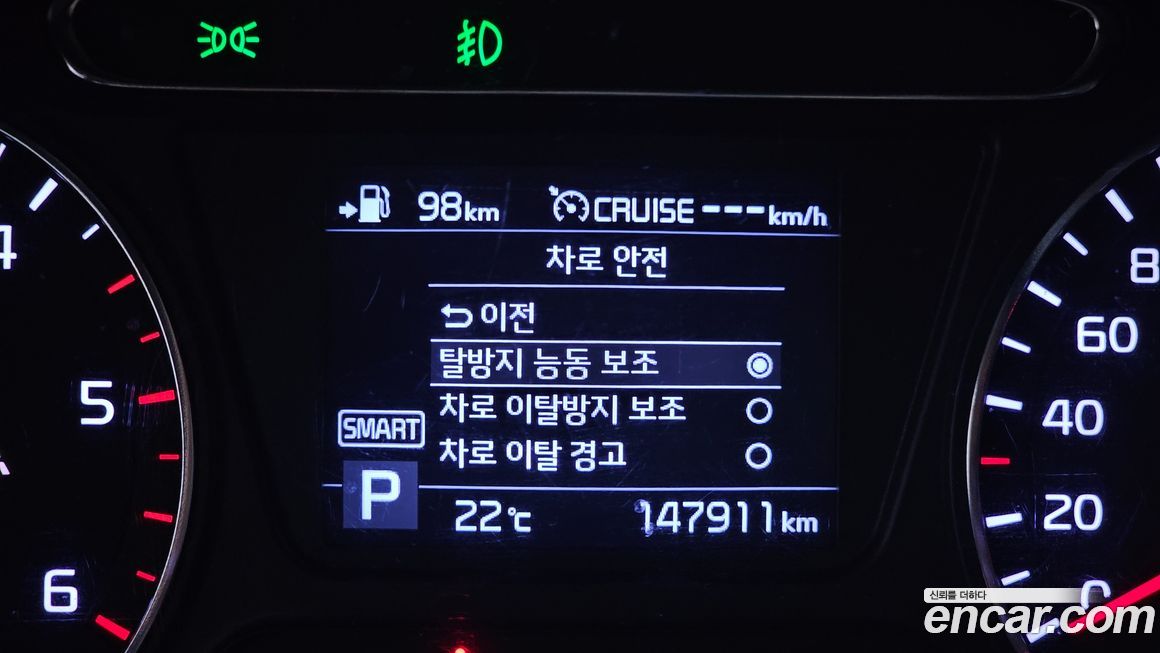 98km CRUISE ---km/h
차로 안전
이전
탈방지 능동 보조
차로 이탈방지 보조
차로 이탈 경고
SMART
P
22°C 147911km
4
5
6
8
60
40
20
0
신뢰를 더하다
encar.com